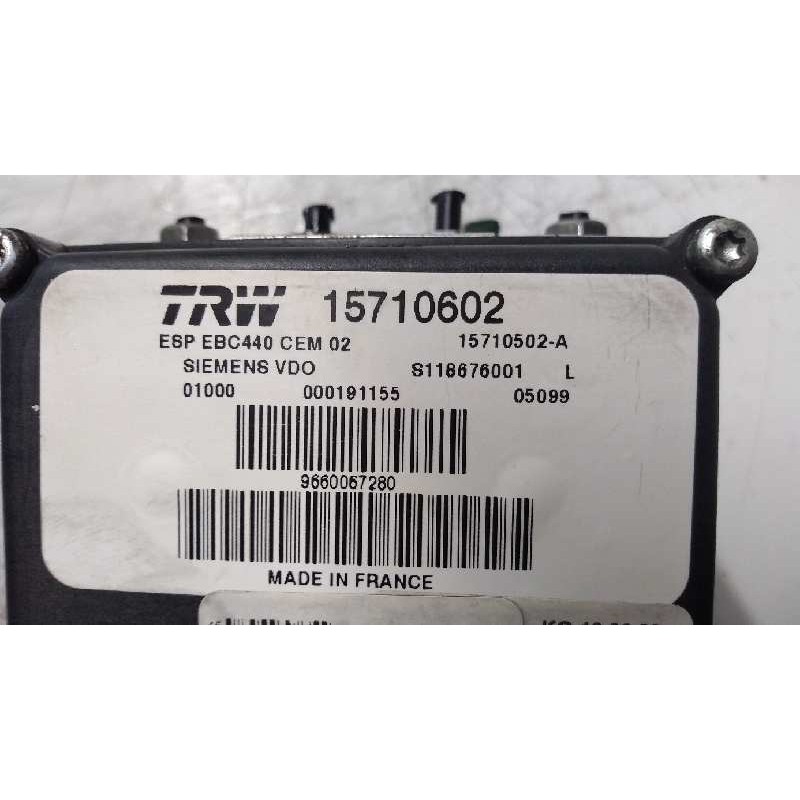 TRW 15710602
ESP EBC440 CEM 02 15710502-A
SIEMENS VDO S118676001 L
01000 000191155 05099
9660067280
MADE IN FRANCE